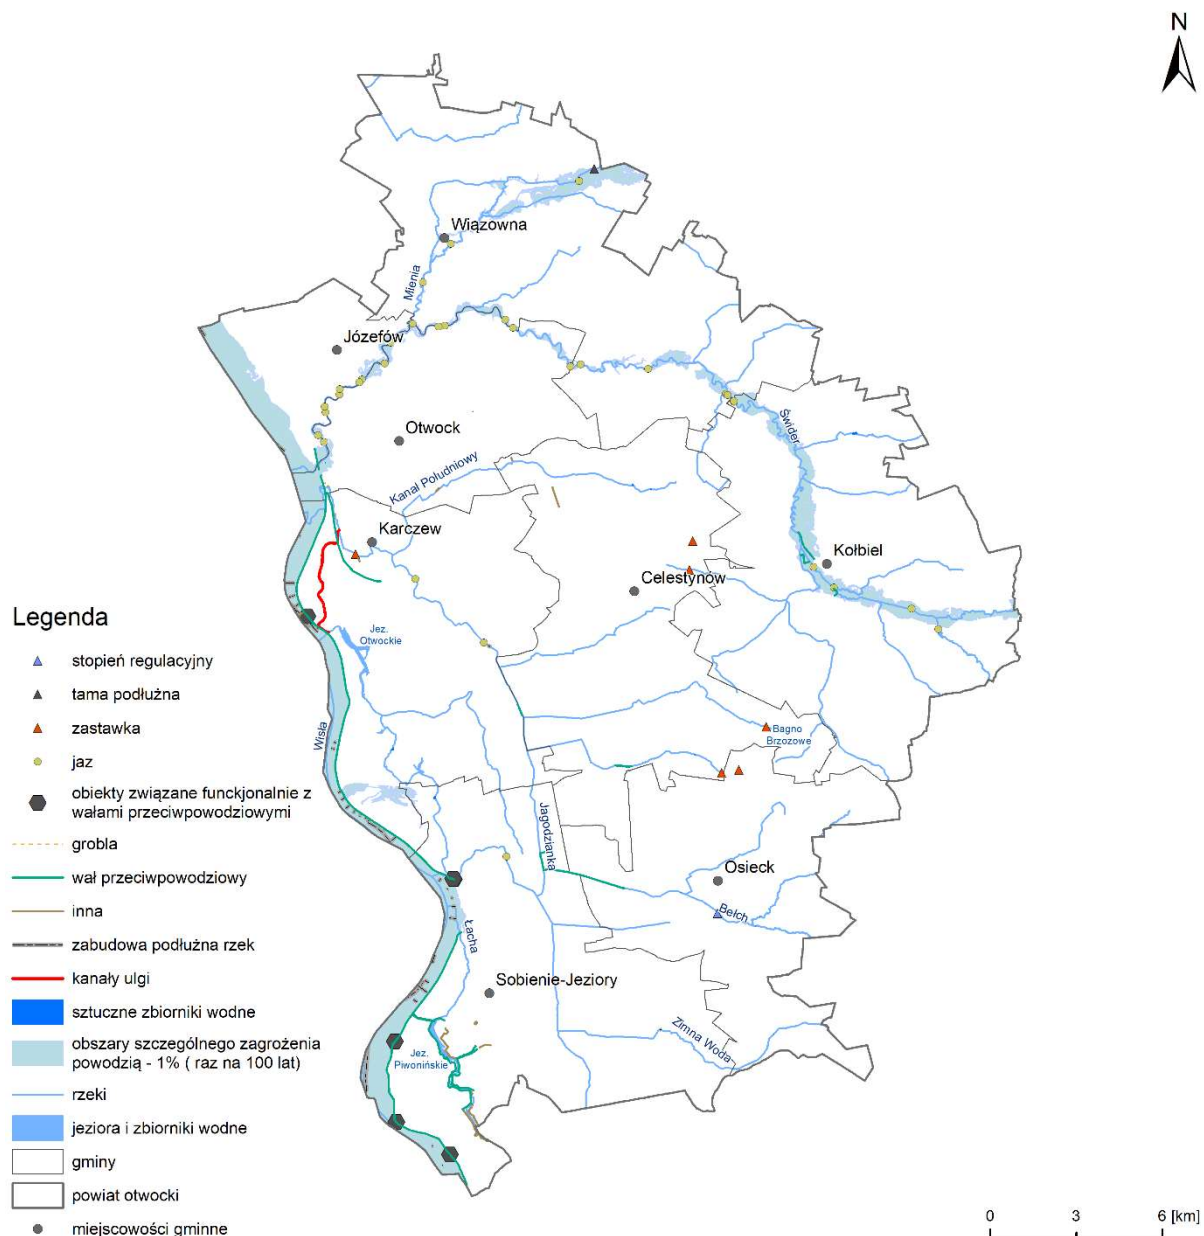 N
Wiązowna
Mienia
Józefów
Otwock
Świder
Kanał Południowy
Karczew
Kołbiel
Celestynów
Jez.
Otwockie
Wisła
Bagno
Brzozowe
Jagodzianka
Osieck
Bełch
Łacha
Sobienie-Jeziory
Zimna Woda
Jez.
Piwonińskie
Legenda
stopień regulacyjny
tama podłużna
zastawka
jaz
obiekty związane funckjonalnie z
wałami przeciwpowodziowymi
grobla
wał przeciwpowodziowy
inna
zabudowa podłużna rzek
kanały ulgi
sztuczne zbiorniki wodne
obszary szczególnego zagrożenia
powodzią - 1% ( raz na 100 lat)
rzeki
jeziora i zbiorniki wodne
gminy
powiat otwocki
miejscowości gminne
0 3 6 [km]